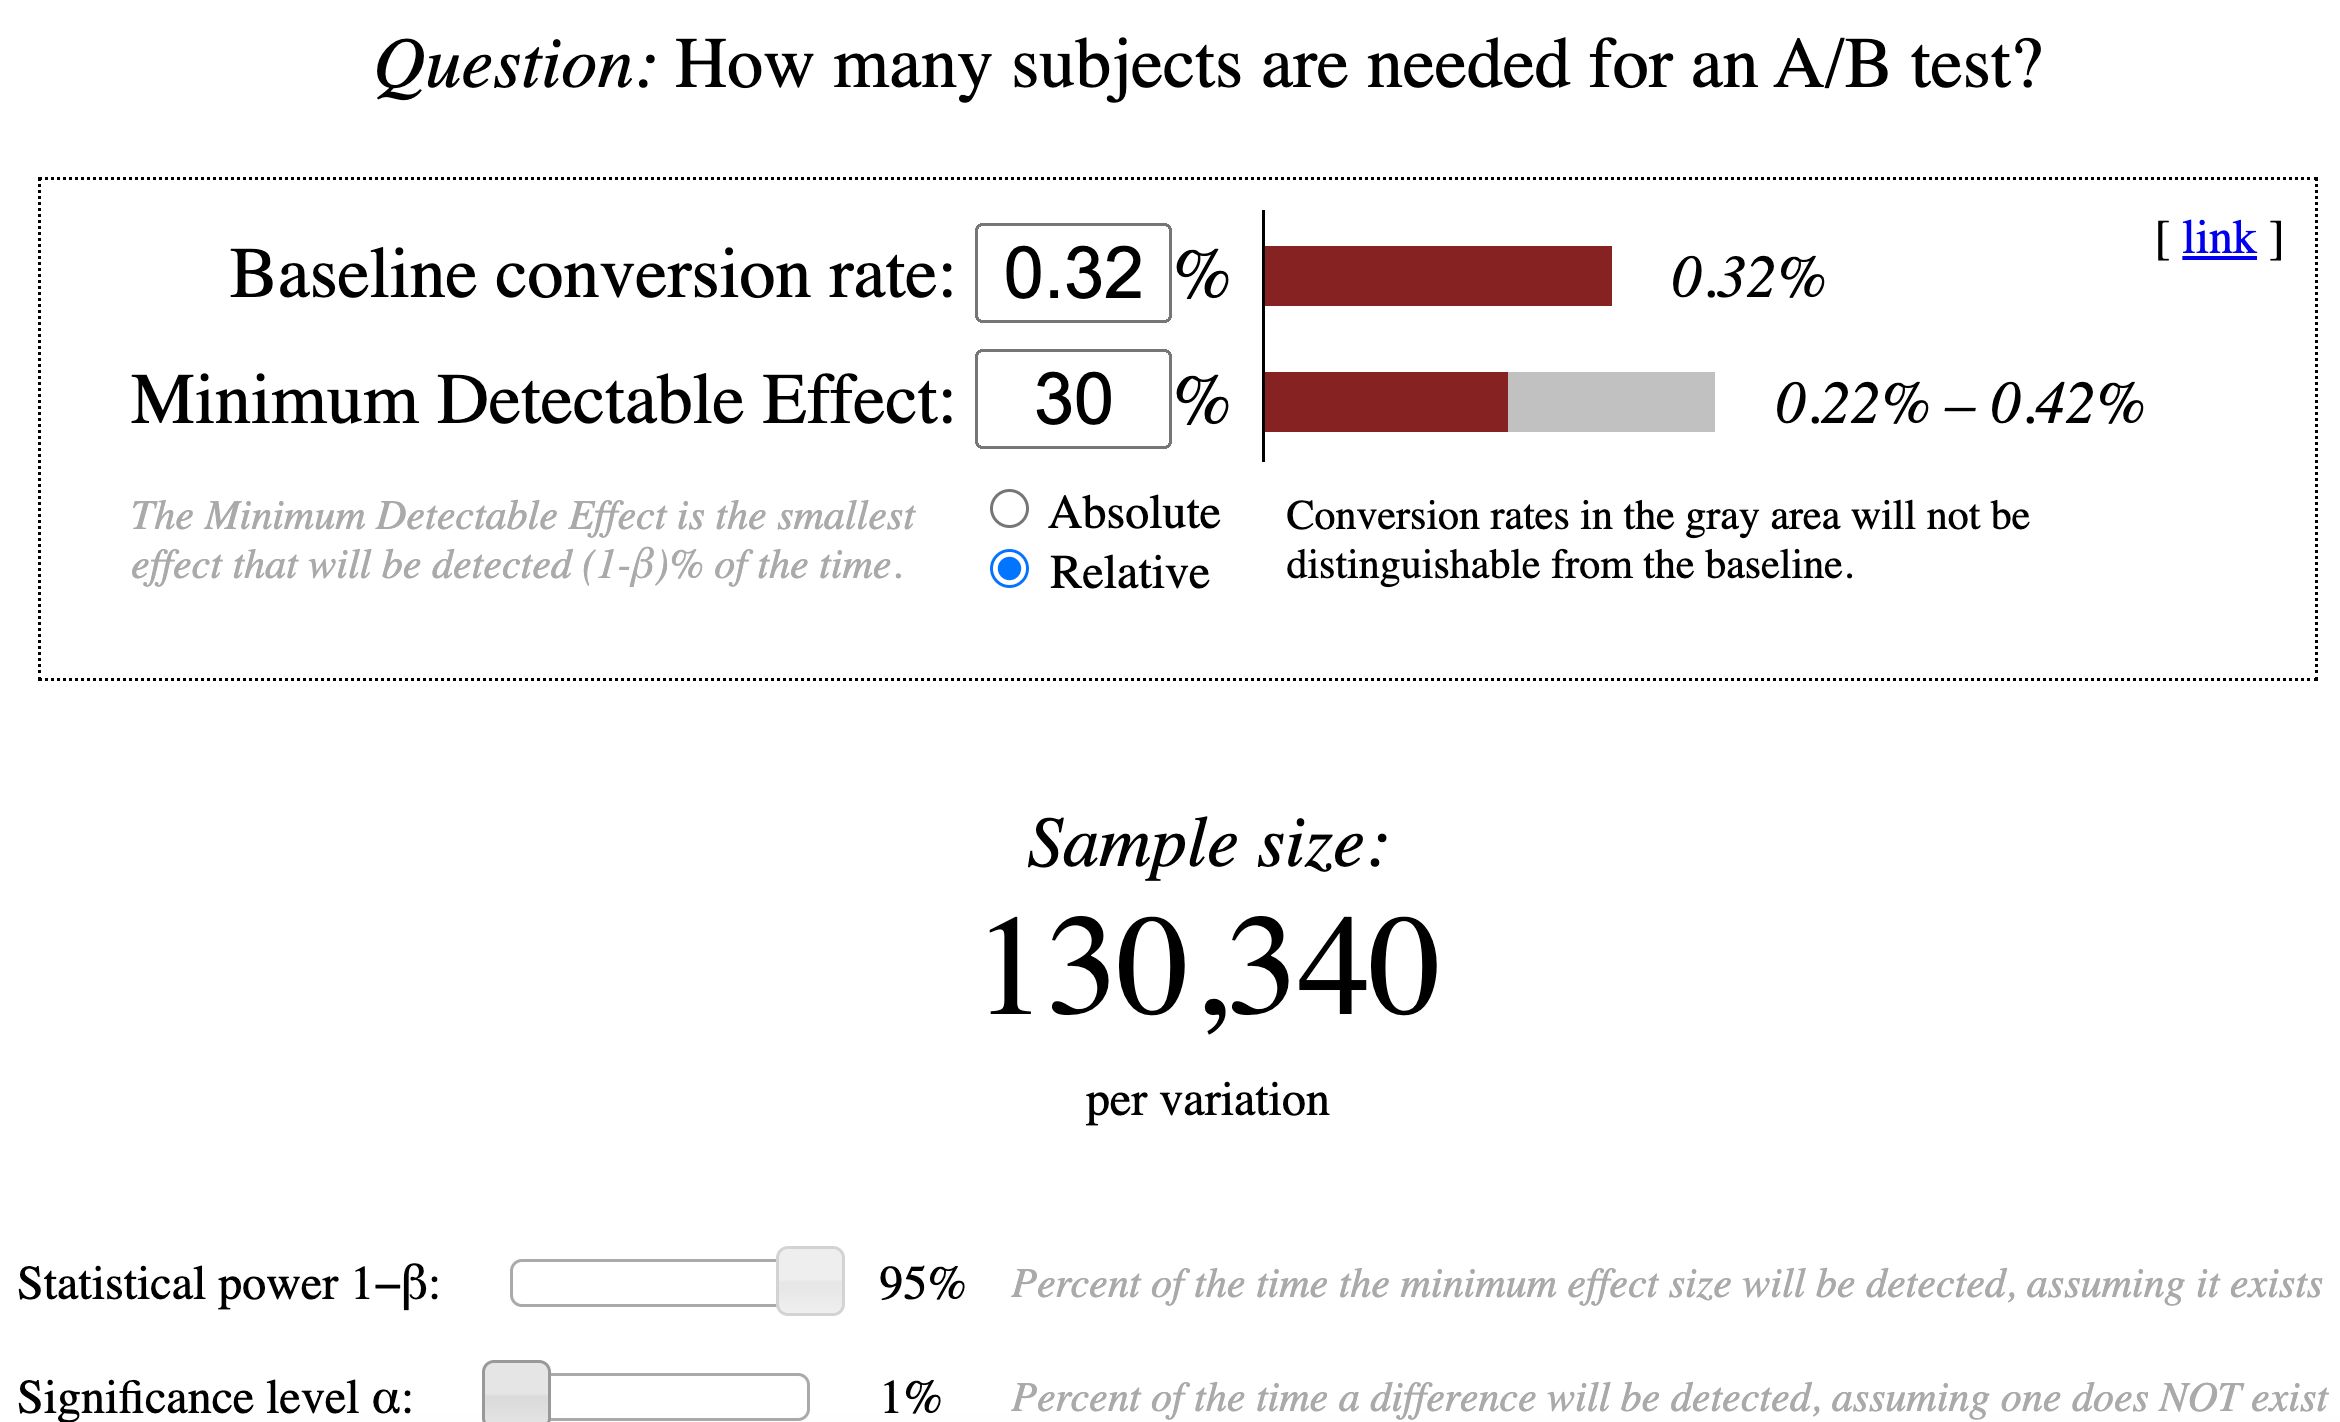 Question: How many subjects are needed for an A/B test?
[ link ]
Baseline conversion rate: 0.32 % 0.32%
Minimum Detectable Effect: 30 % 0.22% – 0.42%
The Minimum Detectable Effect is the smallest
effect that will be detected (1-β)% of the time.
Absolute
Relative
Conversion rates in the gray area will not be
distinguishable from the baseline.
Sample size:
130,340
per variation
Statistical power 1−β: 95% Percent of the time the minimum effect size will be detected, assuming it exists
Significance level α: 1% Percent of the time a difference will be detected, assuming one does NOT exist